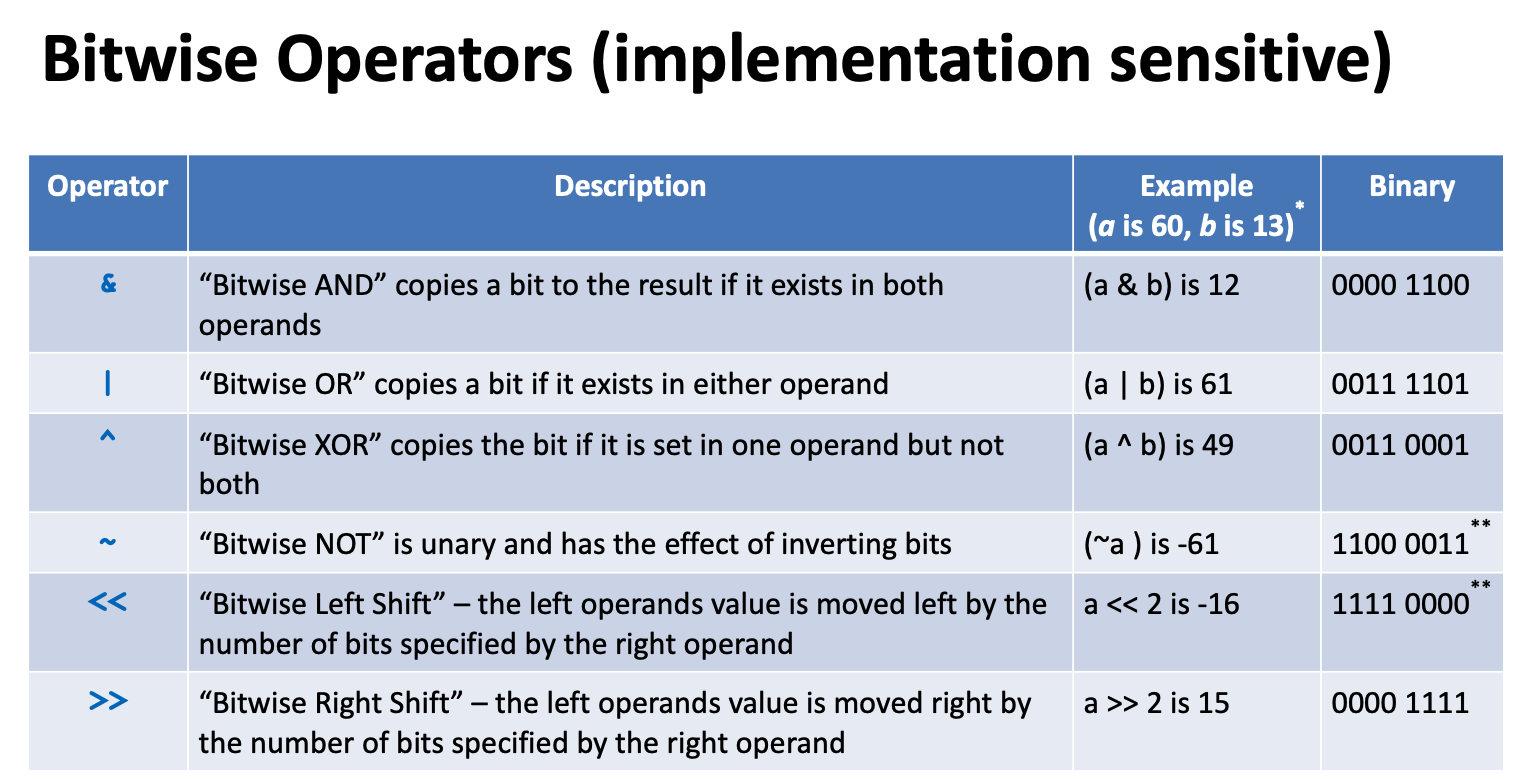 Bitwise Operators (implementation sensitive)
Operator
Description
Example
(a is 60, b is 13)*
Binary
&
“Bitwise AND” copies a bit to the result if it exists in both
operands
(a & b) is 12
0000 1100
|
“Bitwise OR” copies a bit if it exists in either operand
(a | b) is 61
0011 1101
^
“Bitwise XOR” copies the bit if it is set in one operand but not
both
(a ^ b) is 49
0011 0001
~
“Bitwise NOT” is unary and has the effect of inverting bits
(~a ) is -61
1100 0011**
<<
“Bitwise Left Shift” – the left operands value is moved left by the
number of bits specified by the right operand
a << 2 is -16
1111 0000**
>>
“Bitwise Right Shift” – the left operands value is moved right by
the number of bits specified by the right operand
a >> 2 is 15
0000 1111